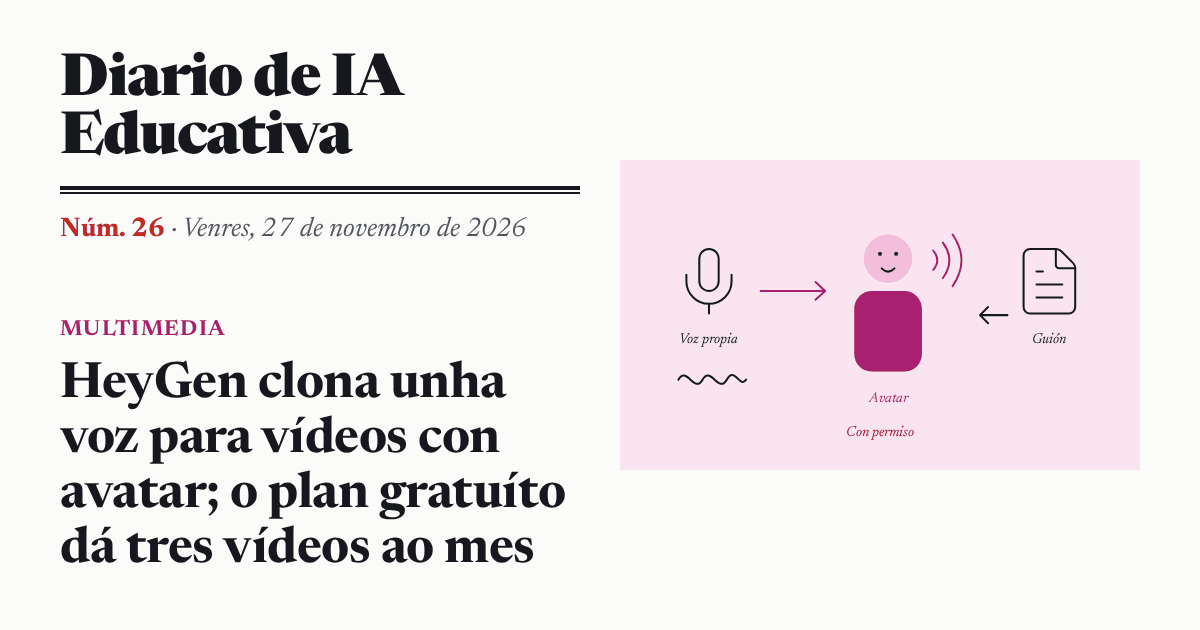 Diario de IA
Educativa
Núm. 26 · Venres, 27 de novembro de 2026
MULTIMEDIA
HeyGen clona unha
voz para vídeos con
avatar; o plan gratuíto
dá tres vídeos ao mes
Voz propia
Guión
Avatar
Con permiso